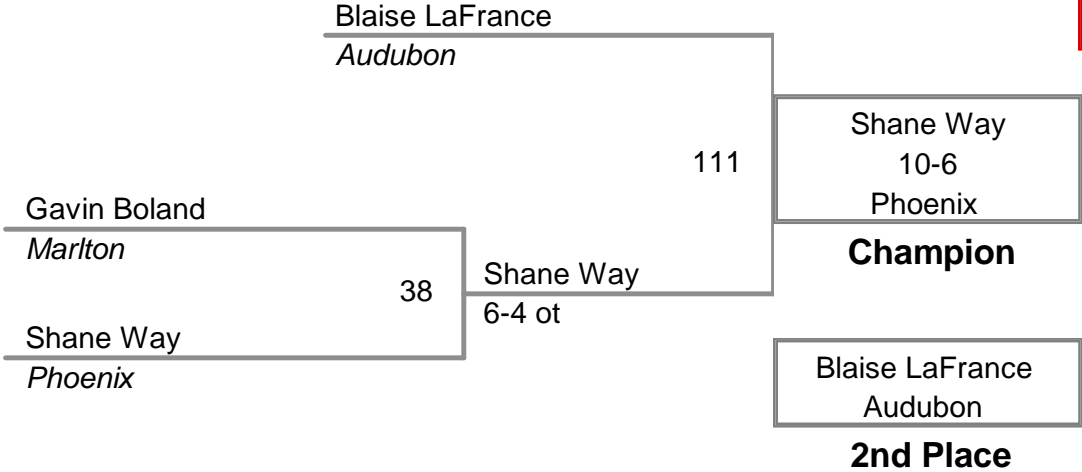 Blaise LaFrance
Audubon
111
Shane Way
10-6
Phoenix
Champion
Gavin Boland
Marlton
38
Shane Way
6-4 ot
Shane Way
Phoenix
Blaise LaFrance
Audubon
2nd Place